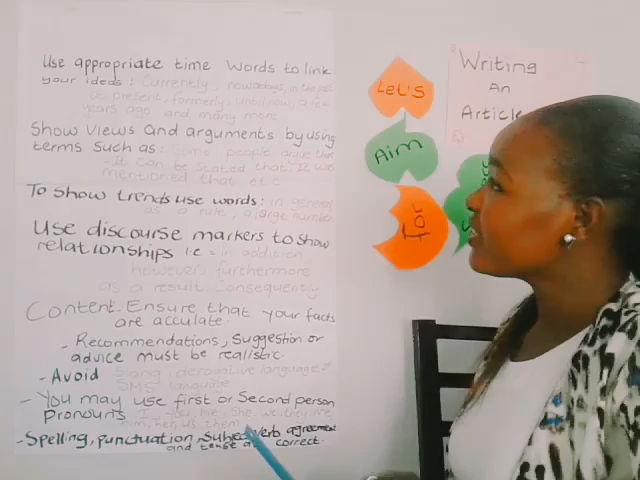 Use appropriate time words to link
your ideas: Currently, nowadays, in the past
at present, formerly, until now, a few
years ago and many more.
Show views and arguments by using
terms such as: Some people argue that
- It can be stated that, It was
mentioned that etc
To show trends use words: in general
as a rule, a large number
Use discourse markers to show
relationships i.e = in addition
however, furthermore
as a result, Consequently
Content - Ensure that your facts
are acculate.
- Recommendations, suggestion or
advice must be realistic.
- Avoid Slang, derogative language
SMS language
- You may use first or Second person
Pronouns I, you, he, she, we, they, me
him, her, us, them
- Spelling, punctuation, Subject verb agreement
and tense correct.
Let's
Aim
for
Writing
An
Article